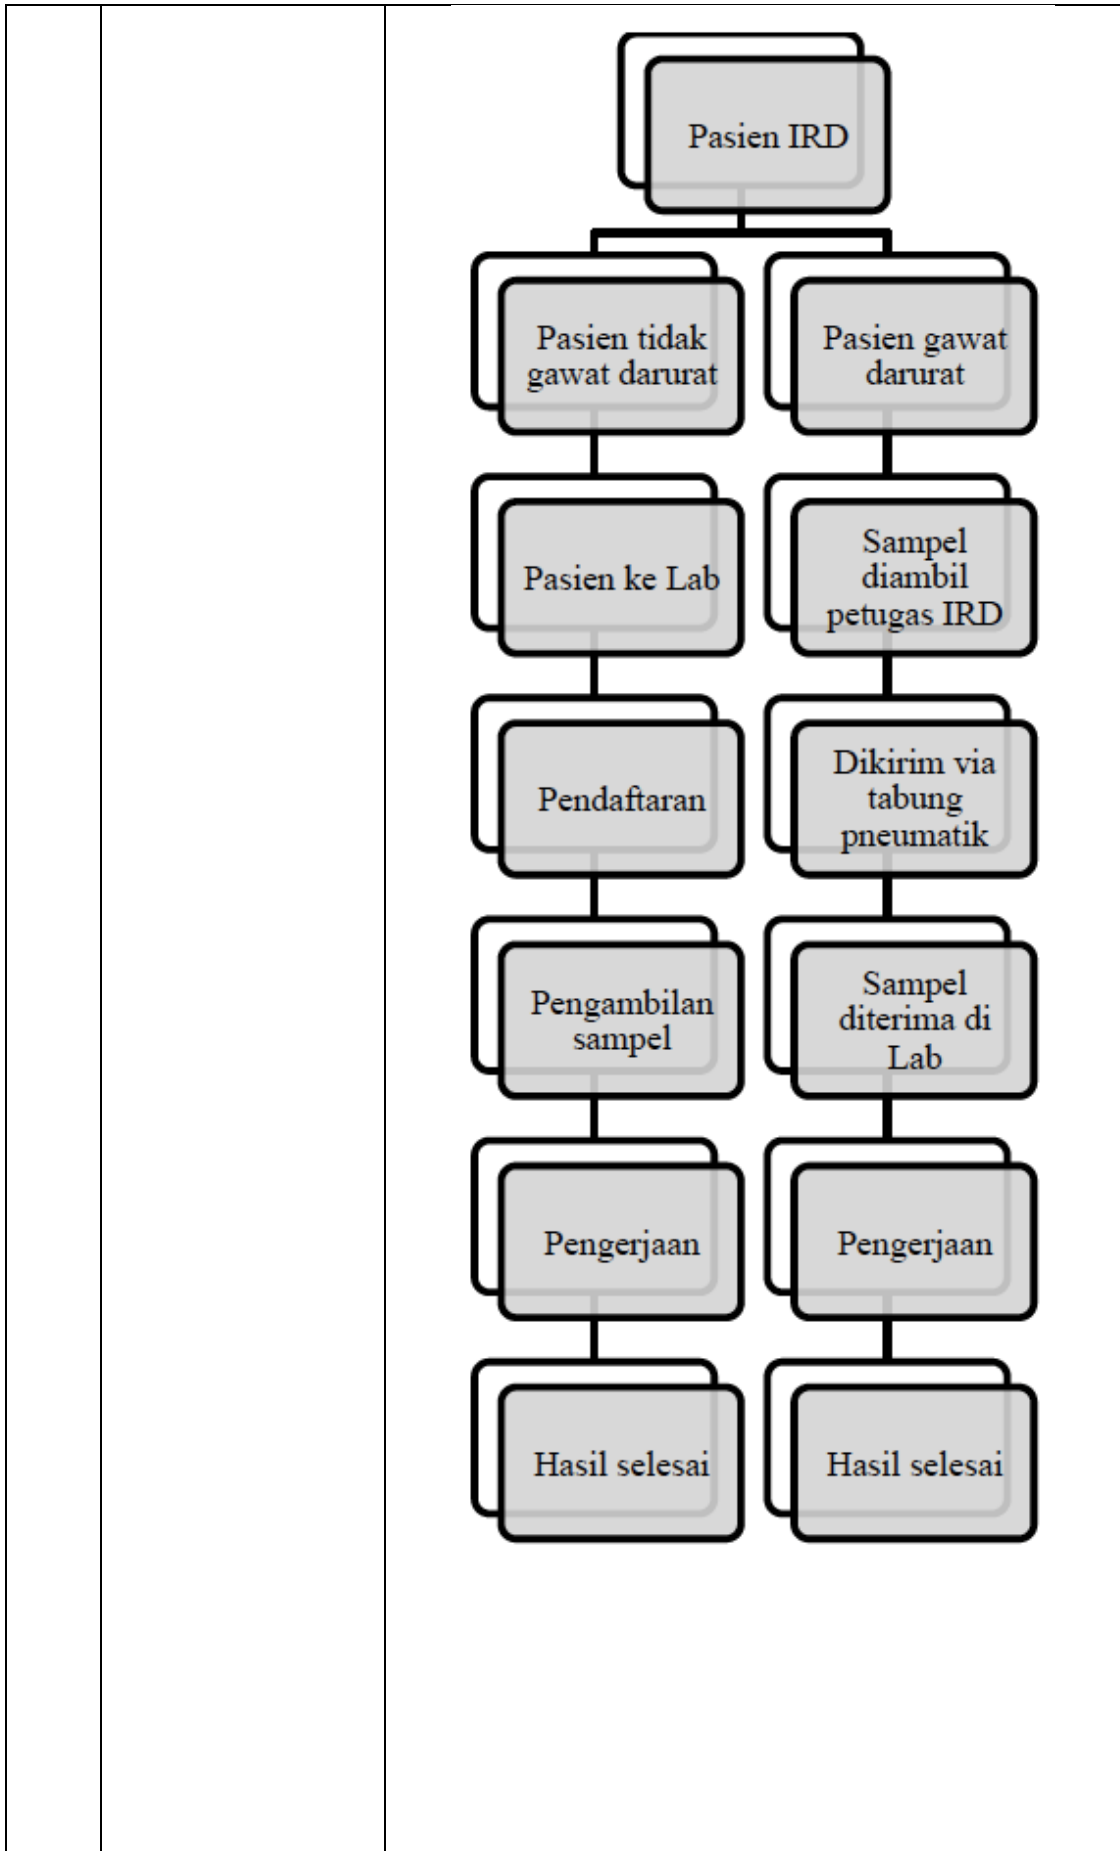 Pasien IRD
Pasien tidak
gawat darurat
Pasien gawat
darurat
Pasien ke Lab
Sampel
diambil
petugas IRD
Pendaftaran
Dikirim via
tabung
pneumatik
Pengambilan
sampel
Sampel
diterima di
Lab
Pengerjaan
Pengerjaan
Hasil selesai
Hasil selesai